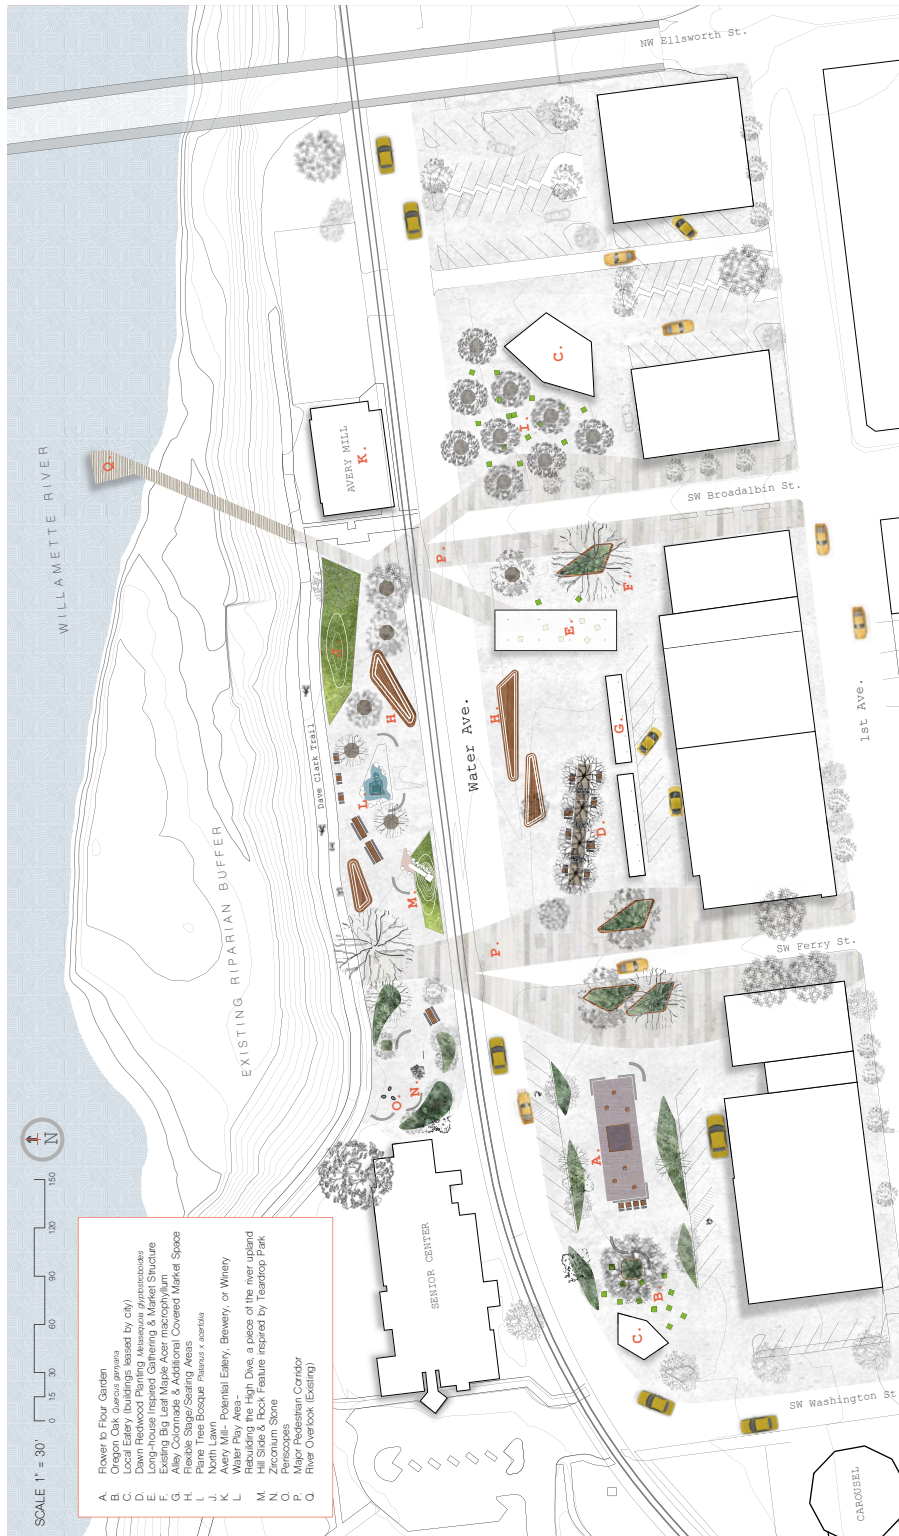 NW Ellsworth St.
WILLAMETTE RIVER
Q.
C.
I.
AVERY MILL
K.
SW Broadalbin St.
P.
F.
E.
J.
H
H.
G.
Water Ave.
1st Ave.
Dave Clark Trail
L.
D.
M.
EXISTING RIPARIAN BUFFER
P.
SW Ferry St.
O.
N.
A.
B.
C.
SENIOR CENTER
SW Washington St
CAROUSEL
N
SCALE 1" = 30'
0 15 30 60 90 120 150
A. Flower to Flour Garden
B. Oregon Oak Quercus garryana
C. Local Eatery (buildings leased by city)
D. Dawn Redwood Planting Metasequoia glyptostroboides
E. Long-house Inspired Gathering & Market Structure
F. Existing Big Leaf Maple Acer macrophyllum
G. Alley Colonnade & Additional Covered Market Space
H. Flexible Stage/Seating Areas
I. Plane Tree Bosque Platanus x acerfolia
J. North Lawn
K. Avery Mill- Potential Eatery, Brewery, or Winery
L. Water Play Area -
Rebuilding the High Dive, a piece of the river upland
M. Hill Slide & Rock Feature inspired by Teardrop Park
N. Zirconium Stone
O. Periscopes
P. Major Pedestrian Corridor
Q. River Overlook (Existing)